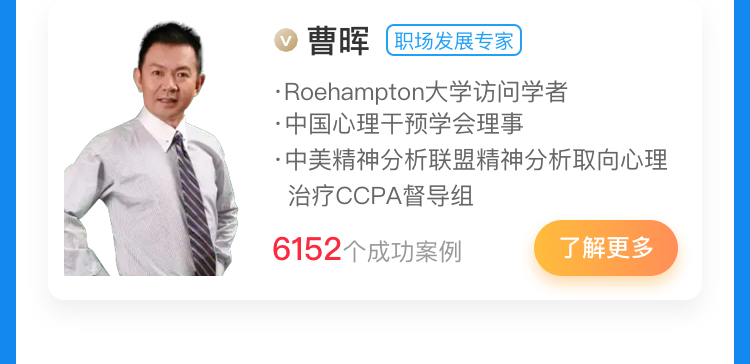 曹晖 职场发展专家
·Roehampton大学访问学者
·中国心理干预学会理事
·中美精神分析联盟精神分析取向心理
治疗CCPA督导组
6152个成功案例 了解更多